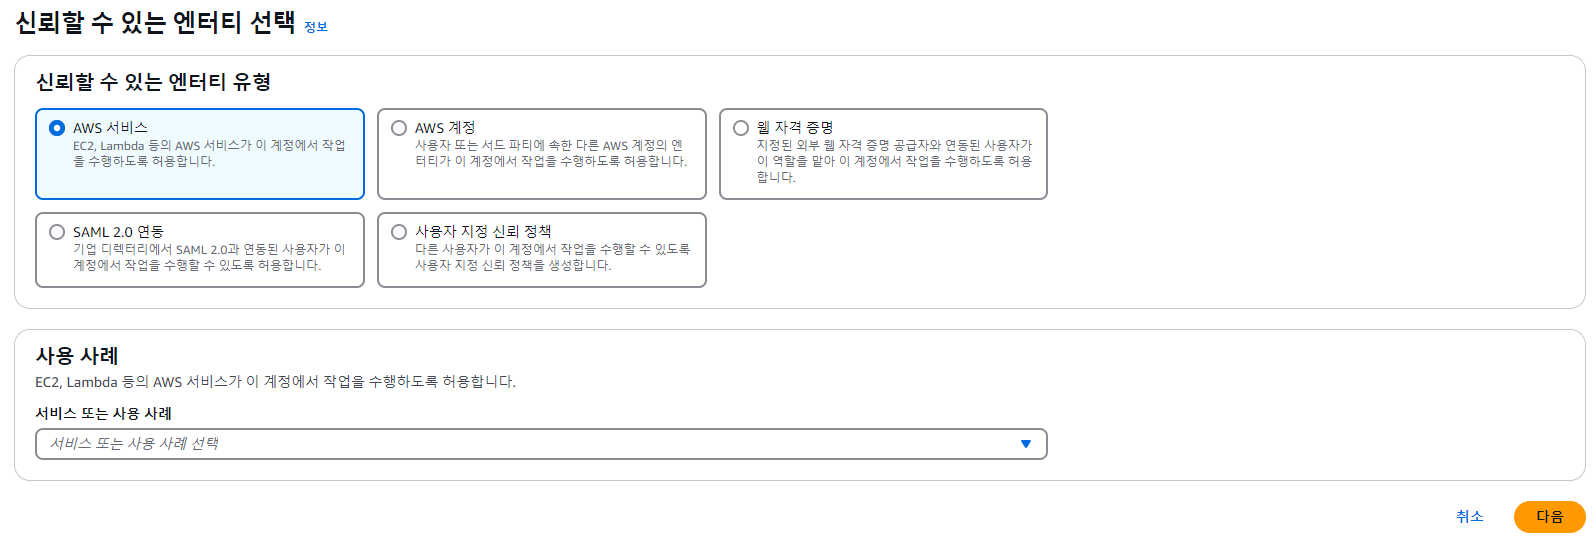 신뢰할 수 있는 엔터티 선택 정보
신뢰할 수 있는 엔터티 유형
AWS 서비스
EC2, Lambda 등의 AWS 서비스가 이 계정에서 작업
을 수행하도록 허용합니다.
AWS 계정
사용자 또는 서드 파티에 속한 다른 AWS 계정의 엔
터티가 이 계정에서 작업을 수행하도록 허용합니다.
웹 자격 증명
지정된 외부 웹 자격 증명 공급자와 연동된 사용자가
이 역할을 맡아 이 계정에서 작업을 수행하도록 허용
합니다.
SAML 2.0 연동
기업 디렉터리에서 SAML 2.0과 연동된 사용자가 이
계정에서 작업을 수행할 수 있도록 허용합니다.
사용자 지정 신뢰 정책
다른 사용자가 이 계정에서 작업을 수행할 수 있도록
사용자 지정 신뢰 정책을 생성합니다.
사용 사례
EC2, Lambda 등의 AWS 서비스가 이 계정에서 작업을 수행하도록 허용합니다.
서비스 또는 사용 사례
서비스 또는 사용 사례 선택
취소
다음